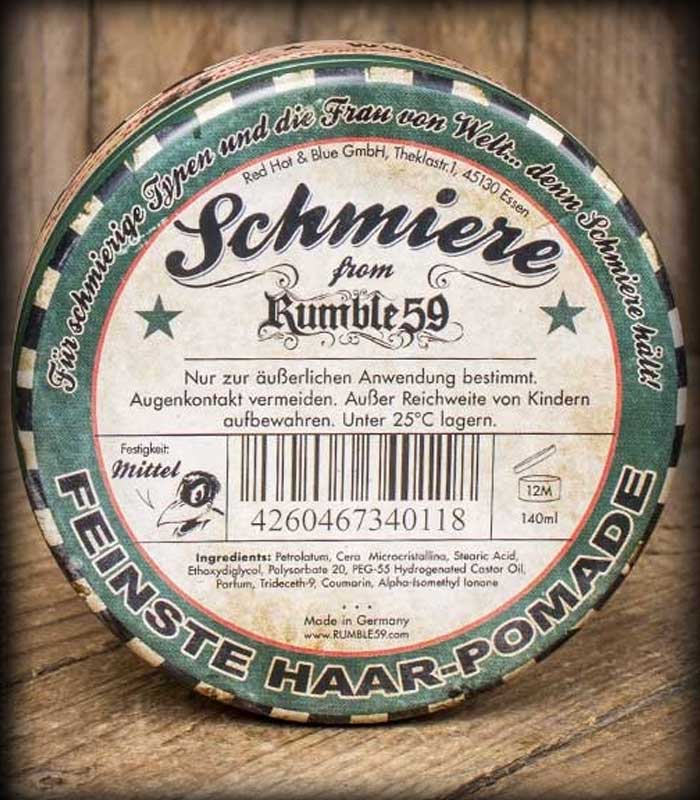 Für schmierige Typen und die Frau von Welt... denn Schmiere hält!
Red Hot & Blue GmbH, Theklastr.1, 45130 Essen
Schmiere
from
Rumble59
Nur zur äußerlichen Anwendung bestimmt.
Augenkontakt vermeiden. Außer Reichweite von Kindern
aufbewahren. Unter 25°C lagern.
Festigkeit:
Mittel
4260467340118
12M
140ml
Ingredients: Petrolatum, Cera Microcristallina, Stearic Acid,
Ethoxydiglycol, Polysorbate 20, PEG-55 Hydrogenated Castor Oil,
Parfum, Trideceth-9, Coumarin, Alpha-Isomethyl Ionone
Made in Germany
www.RUMBLE59.com
FEINSTE HAAR-POMADE